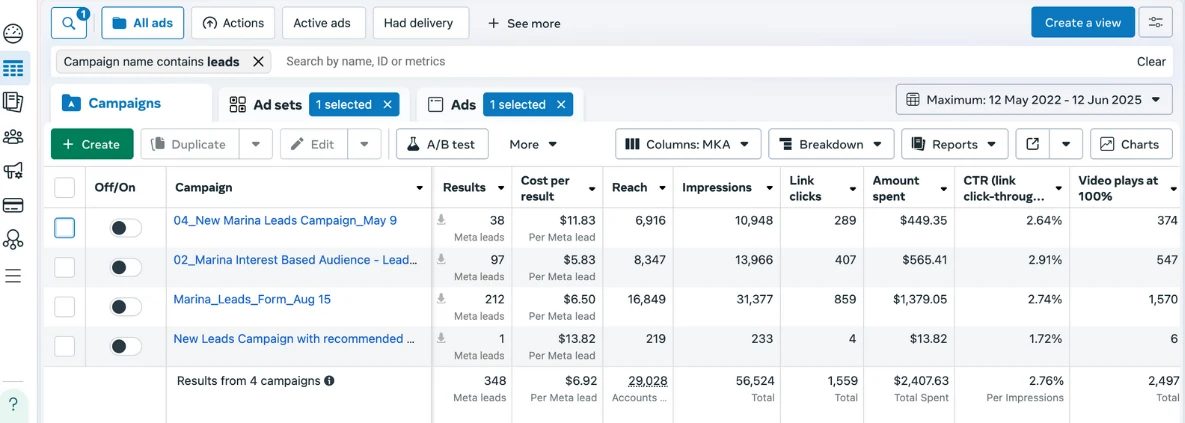 1
All ads
Actions
Active ads
Had delivery
+ See more
Create a view
Campaign name contains leads
Search by name, ID or metrics
Clear
Campaigns
Ad sets
1 selected
Ads
1 selected
Maximum: 12 May 2022 - 12 Jun 2025
+ Create
Duplicate
Edit
A/B test
More
Columns: MKA
Breakdown
Reports
Charts
Off/On
Campaign
Results
Cost per
result
Reach
Impressions
Link
clicks
Amount
spent
CTR (link
click-throug...
Video plays at
100%
04_New Marina Leads Campaign_May 9
38
Meta leads
$11.83
Per Meta lead
6,916
10,948
289
$449.35
2.64%
374
02_Marina Interest Based Audience - Lead...
97
Meta leads
$5.83
Per Meta lead
8,347
13,966
407
$565.41
2.91%
547
Marina_Leads_Form_Aug 15
212
Meta leads
$6.50
Per Meta lead
16,849
31,377
859
$1,379.05
2.74%
1,570
New Leads Campaign with recommended ...
1
Meta leads
$13.82
Per Meta lead
219
233
4
$13.82
1.72%
6
Results from 4 campaigns
348
Meta leads
$6.92
Per Meta lead
29,028
Accounts ...
56,524
Total
1,559
Total
$2,407.63
Total Spent
2.76%
Per Impressions
2,497
Total
?